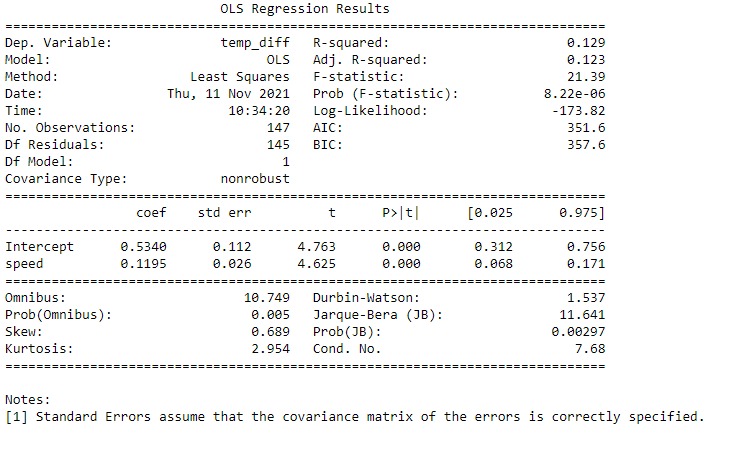 OLS Regression Results
==============================================================================
Dep. Variable:              temp_diff   R-squared:                       0.129
Model:                            OLS   Adj. R-squared:                  0.123
Method:                 Least Squares   F-statistic:                     21.39
Date:                Thu, 11 Nov 2021   Prob (F-statistic):           8.22e-06
Time:                        10:34:20   Log-Likelihood:                -173.82
No. Observations:                 147   AIC:                             351.6
Df Residuals:                     145   BIC:                             357.6
Df Model:                           1
Covariance Type:            nonrobust
==============================================================================
                 coef    std err          t      P>|t|      [0.025      0.975]
------------------------------------------------------------------------------
Intercept      0.5340      0.112      4.763      0.000       0.312       0.756
speed          0.1195      0.026      4.625      0.000       0.068       0.171
==============================================================================
Omnibus:                       10.749   Durbin-Watson:                   1.537
Prob(Omnibus):                  0.005   Jarque-Bera (JB):               11.641
Skew:                           0.689   Prob(JB):                      0.00297
Kurtosis:                       2.954   Cond. No.                         7.68
==============================================================================
Notes:
[1] Standard Errors assume that the covariance matrix of the errors is correctly specified.